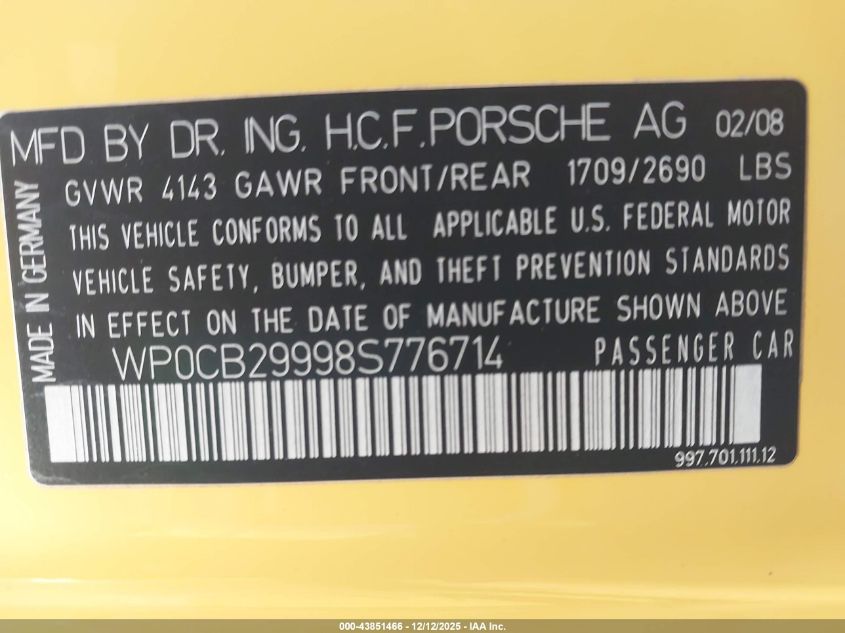 MFD BY DR. ING. H.C.F. PORSCHE AG 02/08
GVWR 4143 GAWR FRONT/REAR 1709/2690 LBS
THIS VEHICLE CONFORMS TO ALL APPLICABLE U.S. FEDERAL MOTOR
VEHICLE SAFETY, BUMPER, AND THEFT PREVENTION STANDARDS
IN EFFECT ON THE DATE OF MANUFACTURE SHOWN ABOVE
WP0CB29998S776714 PASSENGER CAR
MADE IN GERMANY
997.701.111.12
000-43851466 - 12/12/2025 - IAA Inc.